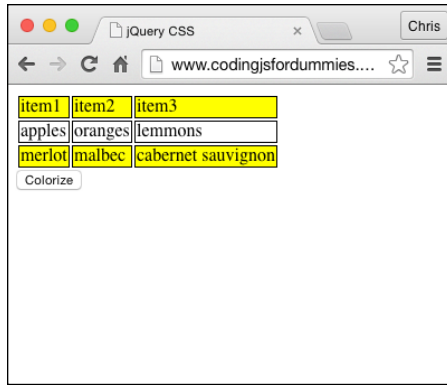 jQuery CSS
Chris
www.codingjsfordummies....
item1 item2 item3
apples oranges lemmons
merlot malbec cabernet sauvignon
Colorize